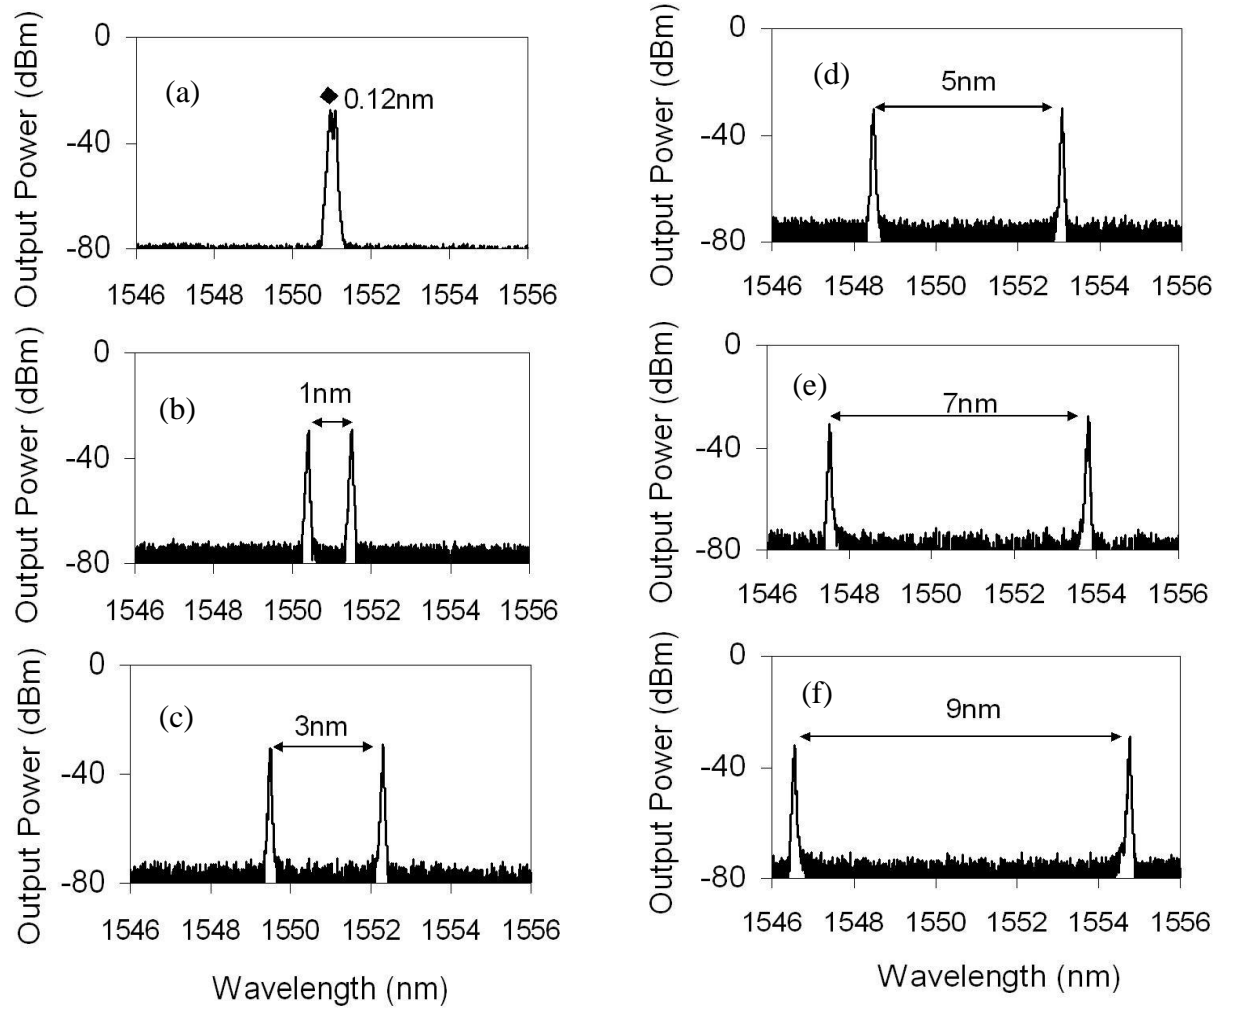 Output Power (dBm)
0
-40
-80
(a)
0.12nm
1546 1548 1550 1552 1554 1556
Output Power (dBm)
0
-40
-80
(b)
1nm
1546 1548 1550 1552 1554 1556
Output Power (dBm)
0
-40
-80
(c)
3nm
1546 1548 1550 1552 1554 1556
Wavelength (nm)
Output Power (dBm)
0
-40
-80
(d)
5nm
1546 1548 1550 1552 1554 1556
Output Power (dBm)
0
-40
-80
(e)
7nm
1546 1548 1550 1552 1554 1556
Output Power (dBm)
0
-40
-80
(f)
9nm
1546 1548 1550 1552 1554 1556
Wavelength (nm)